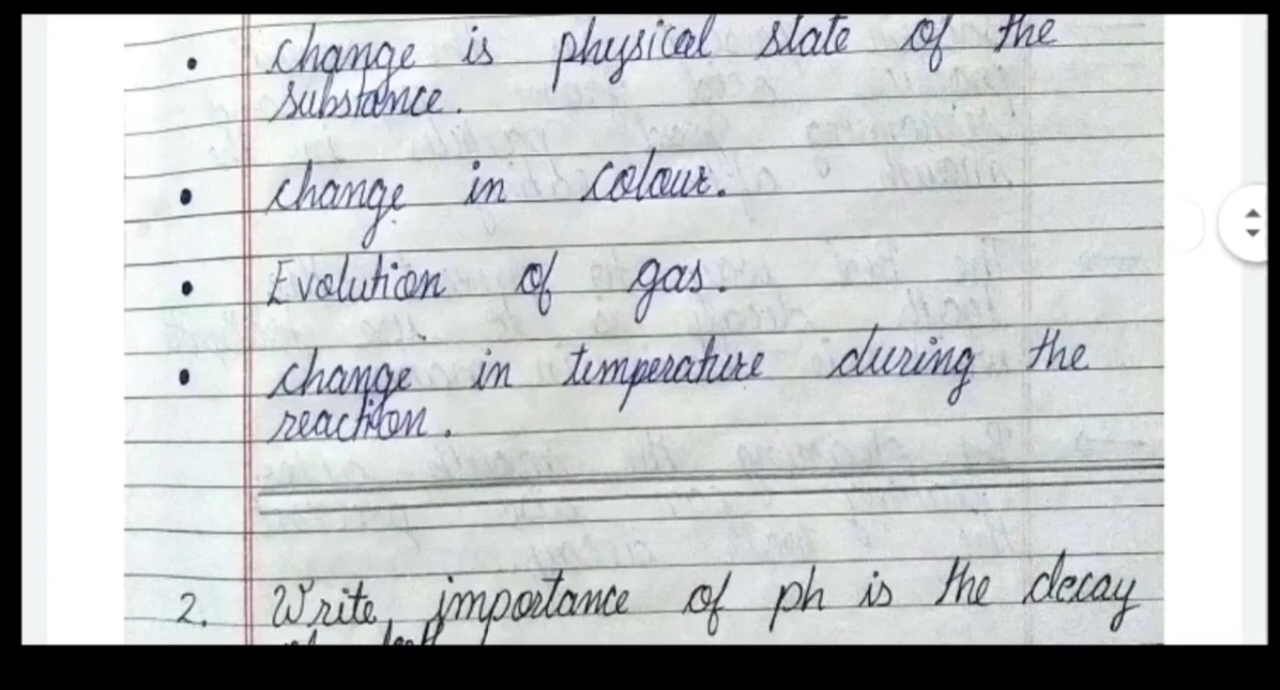 • change is physical state of the
substance.
• change in colour.
• Evolution of gas.
• change in temperature during the
reaction.
2. Write importance of ph is the decay
of